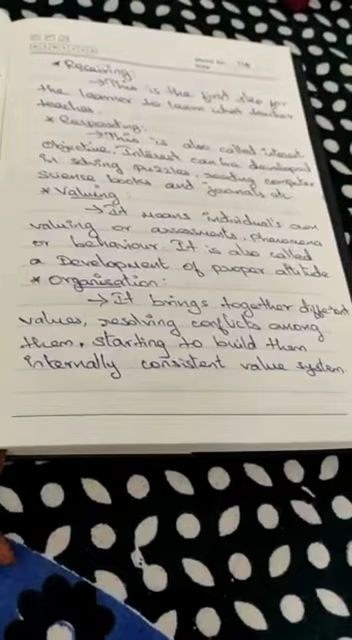 * Receiving:
→ This is the first step for
the learner to learn what teacher
teaches.
* Responding:
→ This is also called interest
objective. Interest can be developed
in solving puzzles, reading computer
science books and journals etc
* Valuing
→ It means individual's own
valuing or assessments, phenomena
or behaviour. It is also called
a Development of proper attitude
* Organisation:
→ It brings together different
values, resolving conflicts among
them, starting to build them
internally consistent value system.